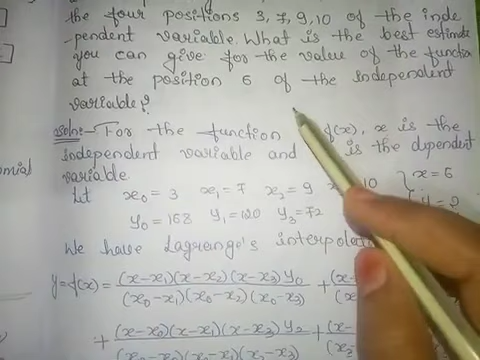 the four positions 3, 7, 9, 10 of the inde
-pendent variable. What is the best estimate
you can give for the value of the function
at the position 6 of the independent
variable?
soln:- For the function f(x), x is the
independent variable and is the dependent
variable
Let x₀ = 3 x₁ = 7 x₂ = 9 10 { x = 6
y₀ = 168 y₁ = 120 y₃ = 72 y = ?
We have Lagrange's interpolat
omial
y = f(x) = (x-x₁)(x-x₂)(x-x₃) y₀ / (x₀-x₁)(x₀-x₂)(x₀-x₃) + (x-
+ (x-x₀)(x-x₁)(x-x₃) y₂ / (x₂-x₀)(x₂-x₁)(x₂-x₃) + (x-